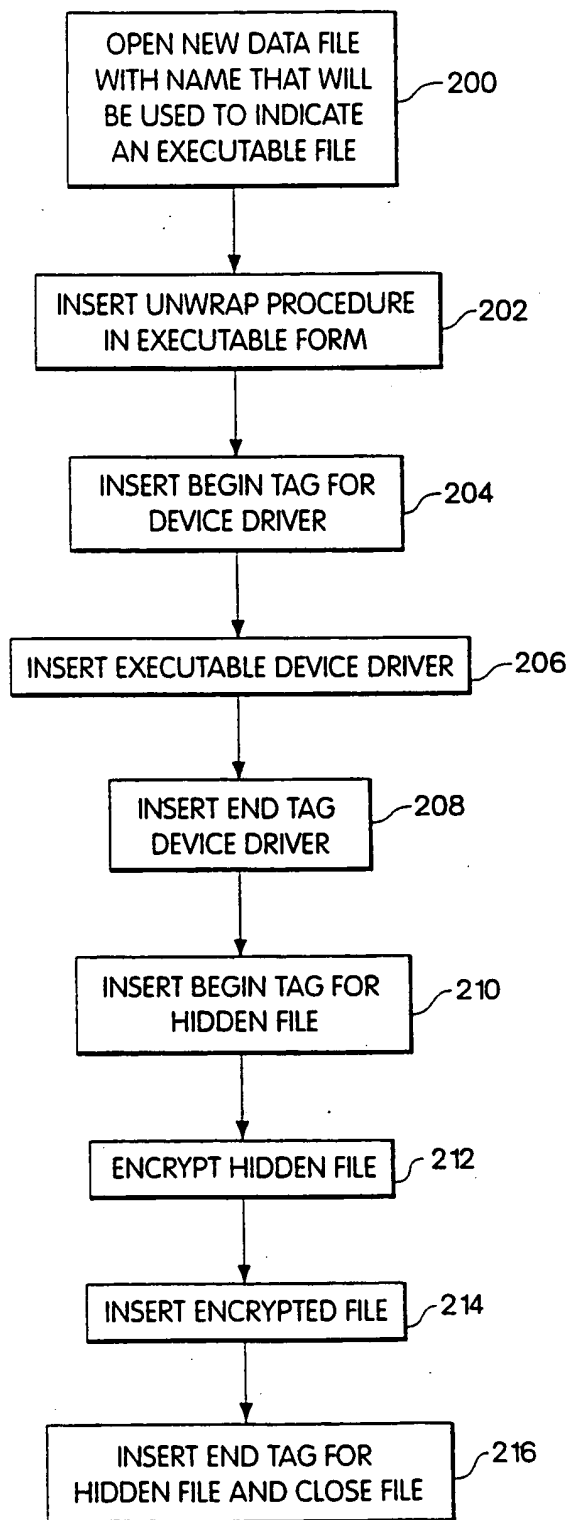 OPEN NEW DATA FILE
WITH NAME THAT WILL
BE USED TO INDICATE
AN EXECUTABLE FILE
200
INSERT UNWRAP PROCEDURE
IN EXECUTABLE FORM
202
INSERT BEGIN TAG FOR
DEVICE DRIVER
204
INSERT EXECUTABLE DEVICE DRIVER
206
INSERT END TAG
DEVICE DRIVER
208
INSERT BEGIN TAG FOR
HIDDEN FILE
210
ENCRYPT HIDDEN FILE
212
INSERT ENCRYPTED FILE
214
INSERT END TAG FOR
HIDDEN FILE AND CLOSE FILE
216